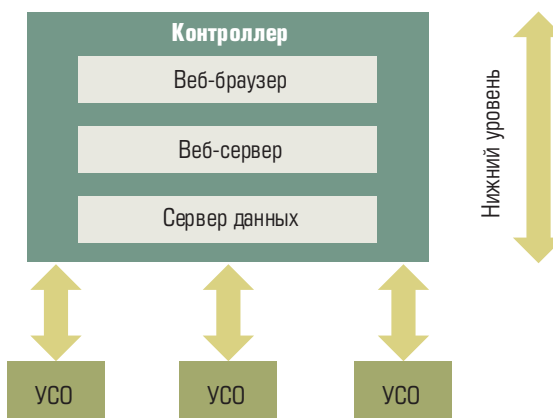 Контроллер
Веб-браузер
Веб-сервер
Сервер данных
Нижний уровень
УСО
УСО
УСО